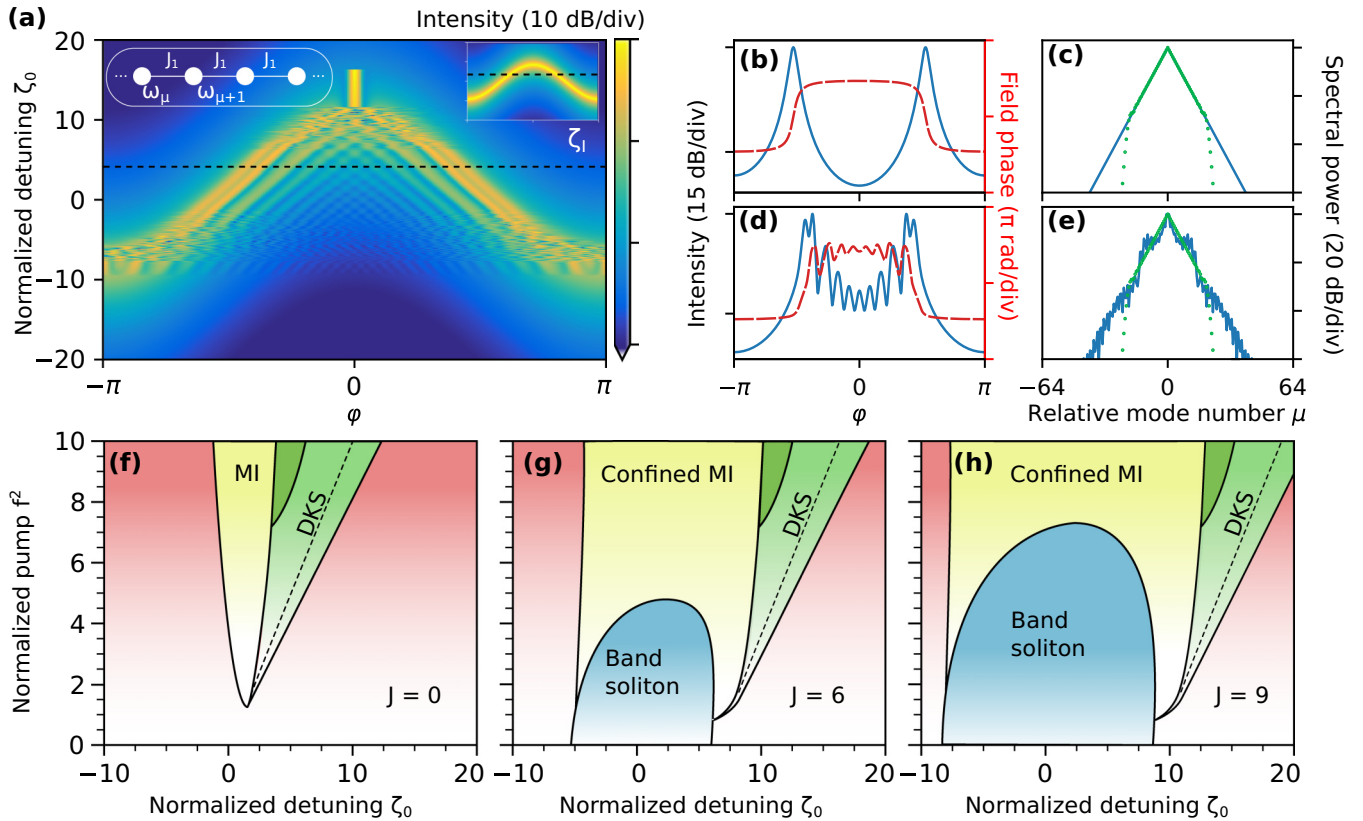 (a)
Intensity (10 dB/div)
Normalized detuning ζ₀
20
10
0
−10
−20
−π
0
π
φ
... J₁ J₁ J₁ ...
ωμ ωμ+1
ζₗ
(b)
(c)
(d)
(e)
Intensity (15 dB/div)
Field phase (π rad/div)
Spectral power (20 dB/div)
−π
0
π
φ
−64
0
64
Relative mode number μ
(f)
MI
DKS
J = 0
Normalized pump f²
10
8
6
4
2
0
−10
0
10
20
Normalized detuning ζ₀
(g)
Confined MI
DKS
Band
soliton
J = 6
−10
0
10
20
Normalized detuning ζ₀
(h)
Confined MI
DKS
Band
soliton
J = 9
−10
0
10
20
Normalized detuning ζ₀